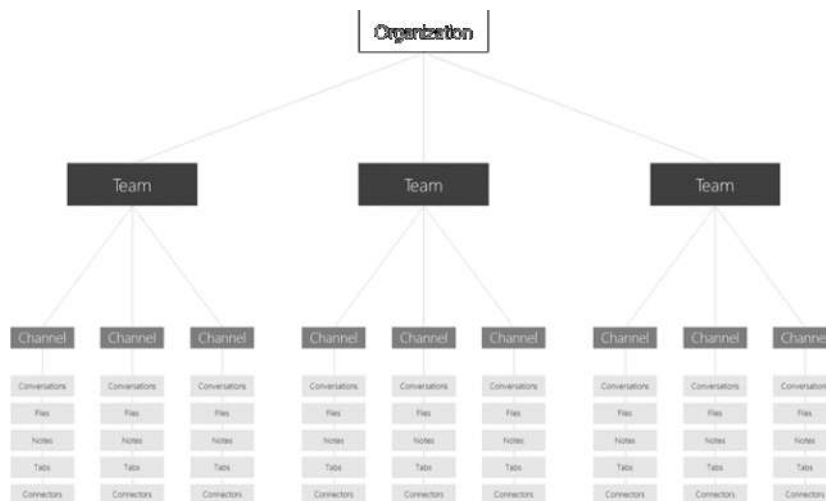 Organization
Team Team Team
Channel Channel Channel Channel Channel Channel Channel Channel Channel
Conversations Conversations Conversations Conversations Conversations Conversations Conversations Conversations Conversations
Files Files Files Files Files Files Files Files Files
Notes Notes Notes Notes Notes Notes Notes Notes Notes
Tabs Tabs Tabs Tabs Tabs Tabs Tabs Tabs Tabs
Connectors Connectors Connectors Connectors Connectors Connectors Connectors Connectors Connectors